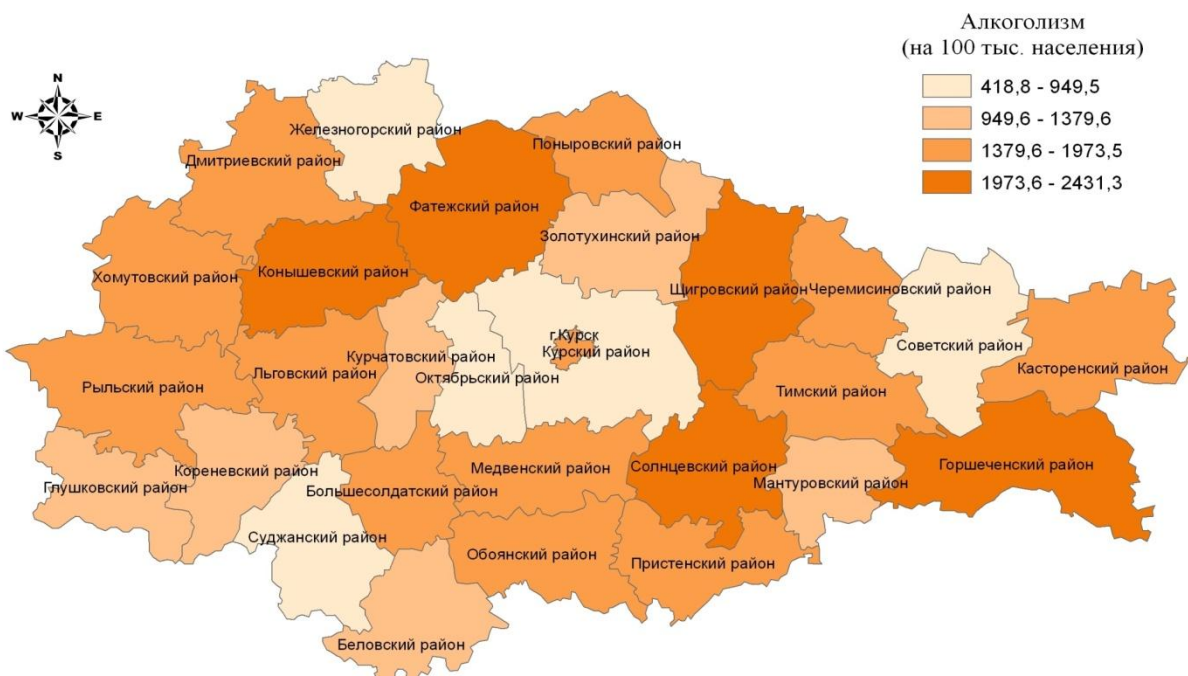 Алкоголизм
(на 100 тыс. населения)
418,8 - 949,5
949,6 - 1379,6
1379,6 - 1973,5
1973,6 - 2431,3
N
W E
S
Железногорский район
Дмитриевский район
Поныровский район
Фатежский район
Золотухинский район
Хомутовский район
Конышевский район
Щигровский район
Черемисиновский район
г.Курск
Курский район
Курчатовский район
Советский район
Рыльский район
Льговский район
Октябрьский район
Касторенский район
Тимский район
Медвенский район
Солнцевский район
Горшеченский район
Глушковский район
Кореневский район
Большесолдатский район
Мантуровский район
Суджанский район
Обоянский район
Пристенский район
Беловский район